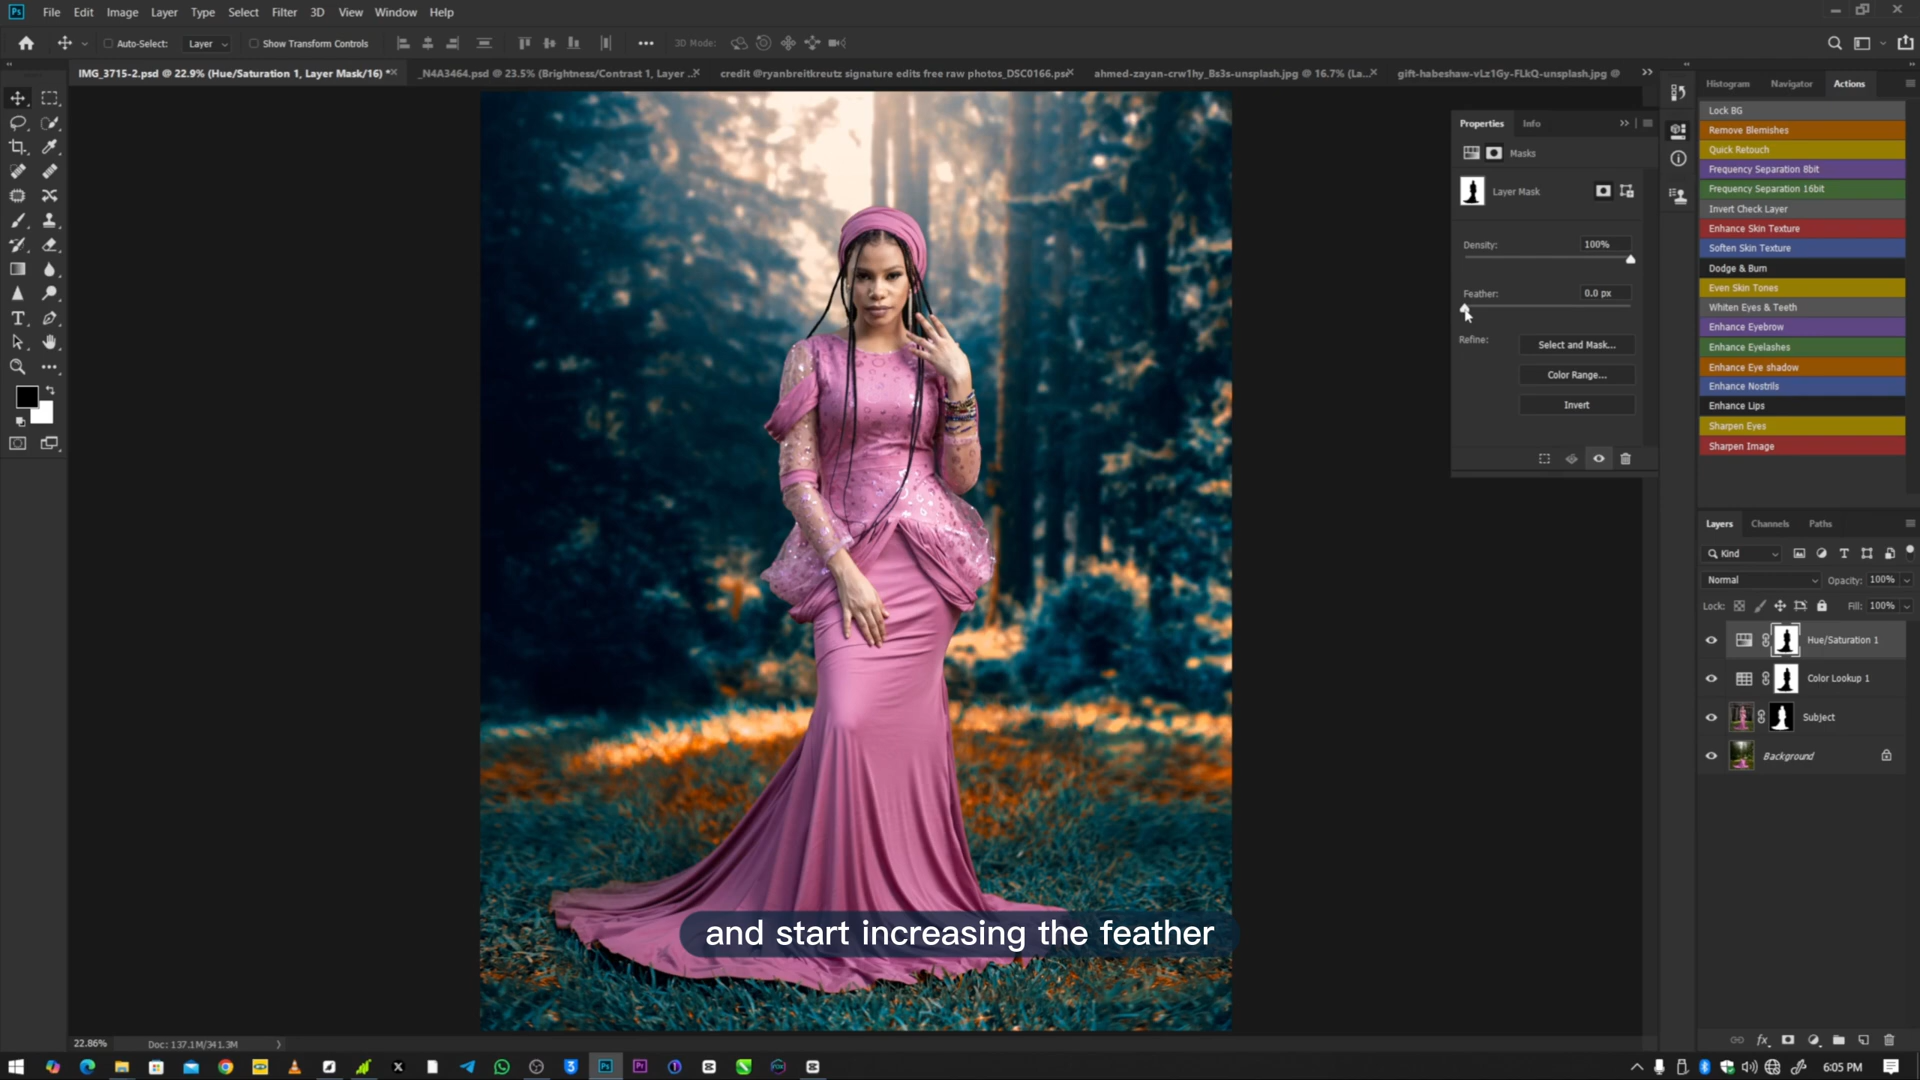 Ps File Edit Image Layer Type Select Filter 3D View Window Help
Auto-Select: Layer Show Transform Controls 3D Mode:
IMG_3715-2.psd @ 22.9% (Hue/Saturation 1, Layer Mask/16) *
_N4A3464.psd @ 23.5% (Brightness/Contrast 1, Layer ...
credit @ryanbreitkreutz signature edits free raw photos_DSC0166.psd
ahmed-zayan-crw1hy_Bs3s-unsplash.jpg @ 16.7% (La...
gift-habeshaw-vLz1Gy-FLkQ-unsplash.jpg @
Properties Info
Masks
Layer Mask
Density: 100%
Feather: 0.0 px
Refine: Select and Mask...
Color Range...
Invert
Histogram Navigator Actions
Lock BG
Remove Blemishes
Quick Retouch
Frequency Separation 8bit
Frequency Separation 16bit
Invert Check Layer
Enhance Skin Texture
Soften Skin Texture
Dodge & Burn
Even Skin Tones
Whiten Eyes & Teeth
Enhance Eyebrow
Enhance Eyelashes
Enhance Eye shadow
Enhance Nostrils
Enhance Lips
Sharpen Eyes
Sharpen Image
Layers Channels Paths
Kind
Normal Opacity: 100%
Lock: Fill: 100%
Hue/Saturation 1
Color Lookup 1
Subject
Background
and start increasing the feather
22.86% Doc: 137.1M/341.3M
6:05 PM